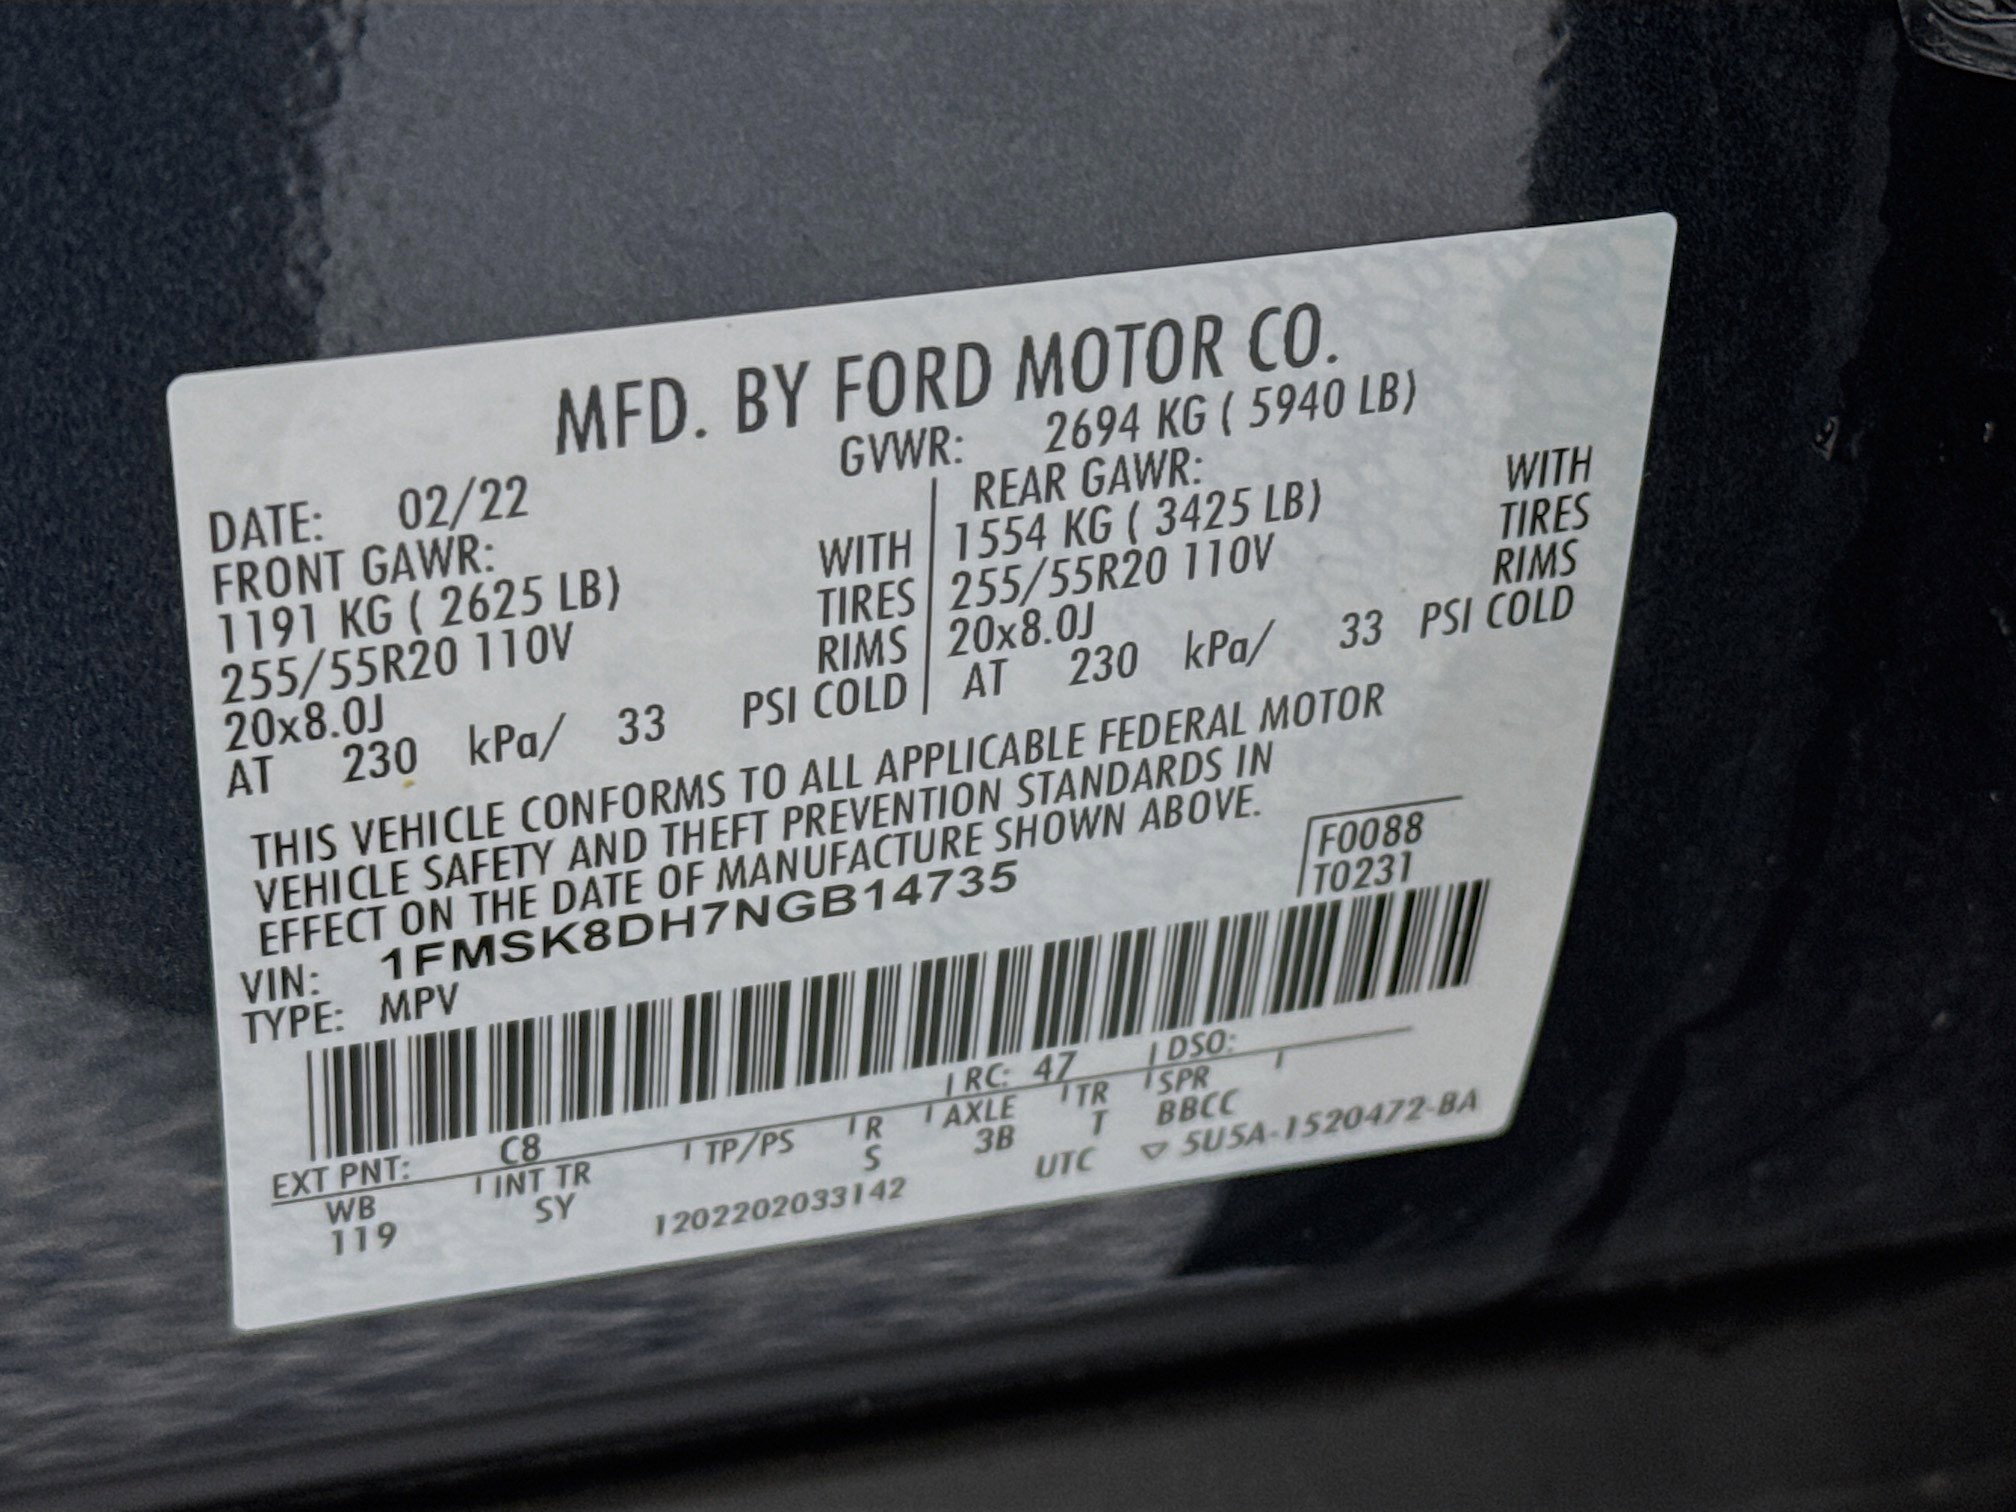 MFD. BY FORD MOTOR CO.
DATE: 02/22 GVWR: 2694 KG ( 5940 LB)
FRONT GAWR: REAR GAWR:
1191 KG ( 2625 LB) WITH 1554 KG ( 3425 LB) WITH
255/55R20 110V TIRES 255/55R20 110V TIRES
20x8.0J RIMS 20x8.0J RIMS
AT 230 kPa/ 33 PSI COLD AT 230 kPa/ 33 PSI COLD
THIS VEHICLE CONFORMS TO ALL APPLICABLE FEDERAL MOTOR
VEHICLE SAFETY AND THEFT PREVENTION STANDARDS IN
EFFECT ON THE DATE OF MANUFACTURE SHOWN ABOVE.
F0088
T0231
VIN: 1FMSK8DH7NGB14735
TYPE: MPV
EXT PNT: C8 RC: 47 DSO:
WB INT TR TP/PS R AXLE TR SPR
119 SY S 3B T BBCC
1202202033142 UTC ▽ 5U5A-1520472-BA